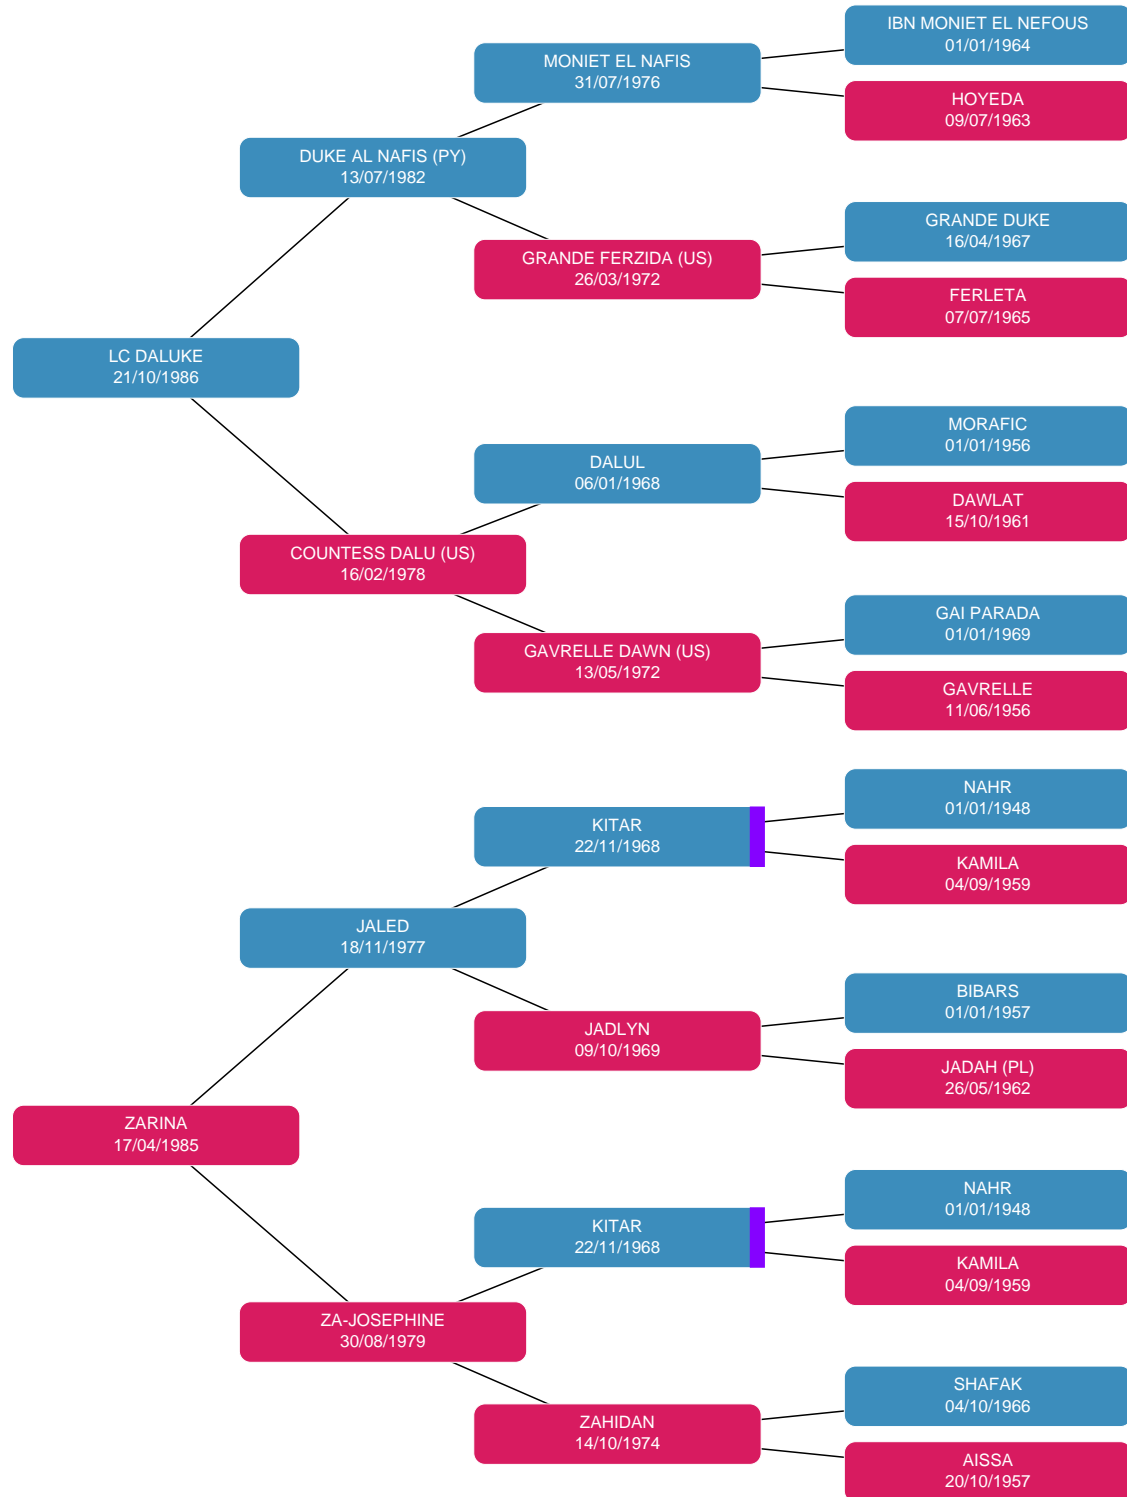 IBN MONIET EL NEFOUS
01/01/1964
MONIET EL NAFIS
31/07/1976
HOYEDA
09/07/1963
DUKE AL NAFIS (PY)
13/07/1982
GRANDE DUKE
16/04/1967
GRANDE FERZIDA (US)
26/03/1972
FERLETA
07/07/1965
LC DALUKE
21/10/1986
MORAFIC
01/01/1956
DALUL
06/01/1968
DAWLAT
15/10/1961
COUNTESS DALU (US)
16/02/1978
GAI PARADA
01/01/1969
GAVRELLE DAWN (US)
13/05/1972
GAVRELLE
11/06/1956
NAHR
01/01/1948
KITAR
22/11/1968
KAMILA
04/09/1959
JALED
18/11/1977
BIBARS
01/01/1957
JADLYN
09/10/1969
JADAH (PL)
26/05/1962
ZARINA
17/04/1985
NAHR
01/01/1948
KITAR
22/11/1968
KAMILA
04/09/1959
ZA-JOSEPHINE
30/08/1979
SHAFAK
04/10/1966
ZAHIDAN
14/10/1974
AISSA
20/10/1957